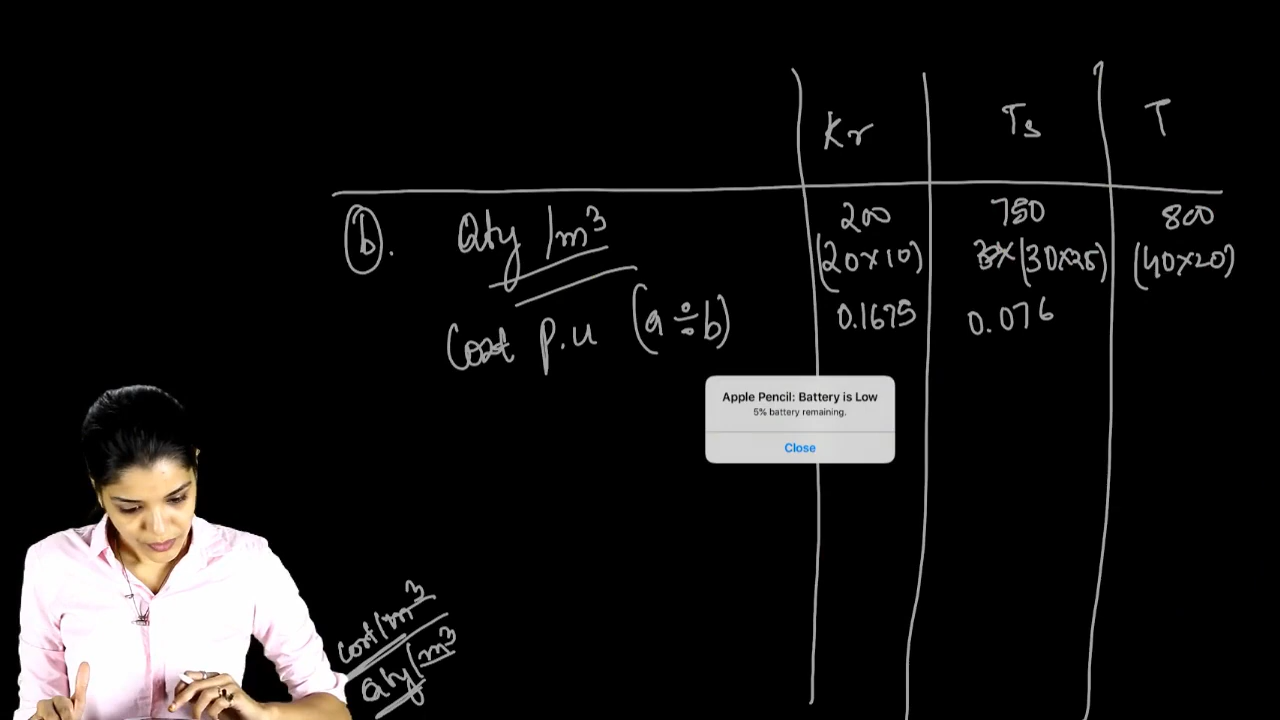 Kr Ts T
(b). Qty/m³ 200 750 800
(20×10) (30×25) (40×20)
Cost p.u (a÷b) 0.1675 0.076
Apple Pencil: Battery is Low
5% battery remaining.
Close
Cost/m³
Qty/m³